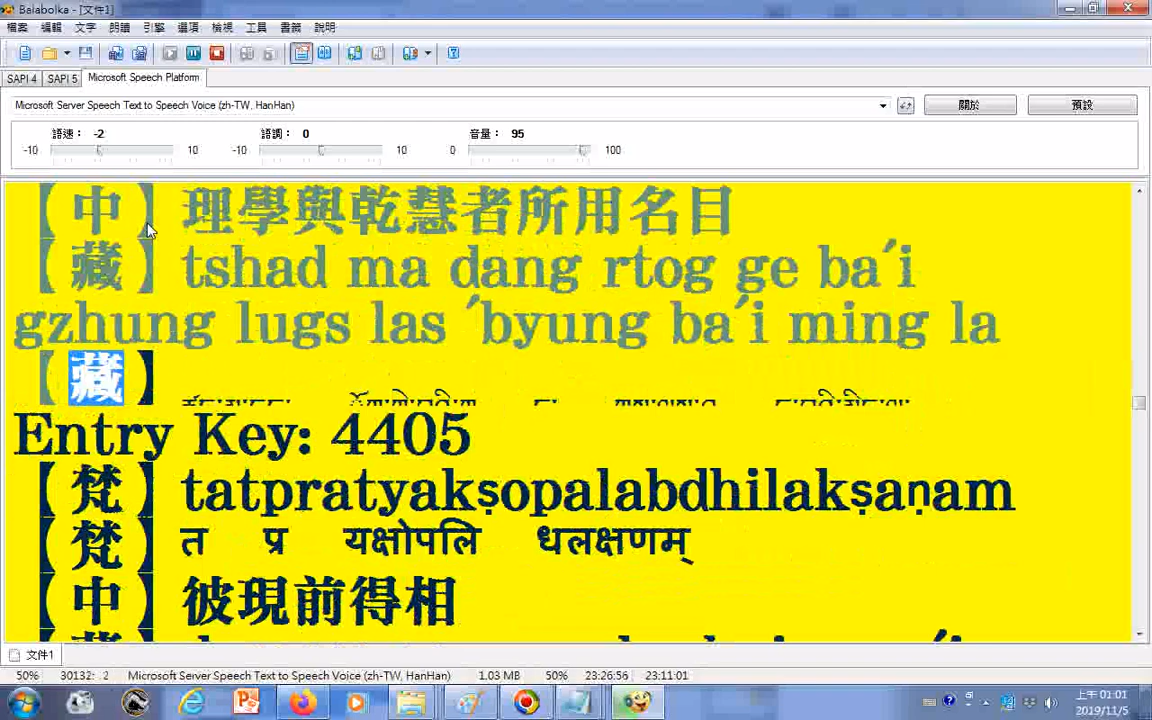 Balabolka - [文件1]
檔案 編輯 文字 朗讀 引擎 選項 檢視 工具 書籤 說明
SAPI 4 SAPI 5 Microsoft Speech Platform
Microsoft Server Speech Text to Speech Voice (zh-TW, HanHan) 關於 預設
語速： -2 語調： 0 音量： 95
-10 10 -10 10 0 100
【中】 理學與乾慧者所用名目
【藏】 tshad ma dang rtog ge ba'i
gzhung lugs las 'byung ba'i ming la
【藏】
Entry Key: 4405
【梵】 tatpratyakṣopalabdhilakṣaṇam
【梵】 त प्र यक्षोपलि धलक्षणम्
【中】 彼現前得相
文件1
50% 30132: 2 Microsoft Server Speech Text to Speech Voice (zh-TW, HanHan) 1.03 MB 50% 23:26:56 23:11:01
上午 01:01
2019/11/5